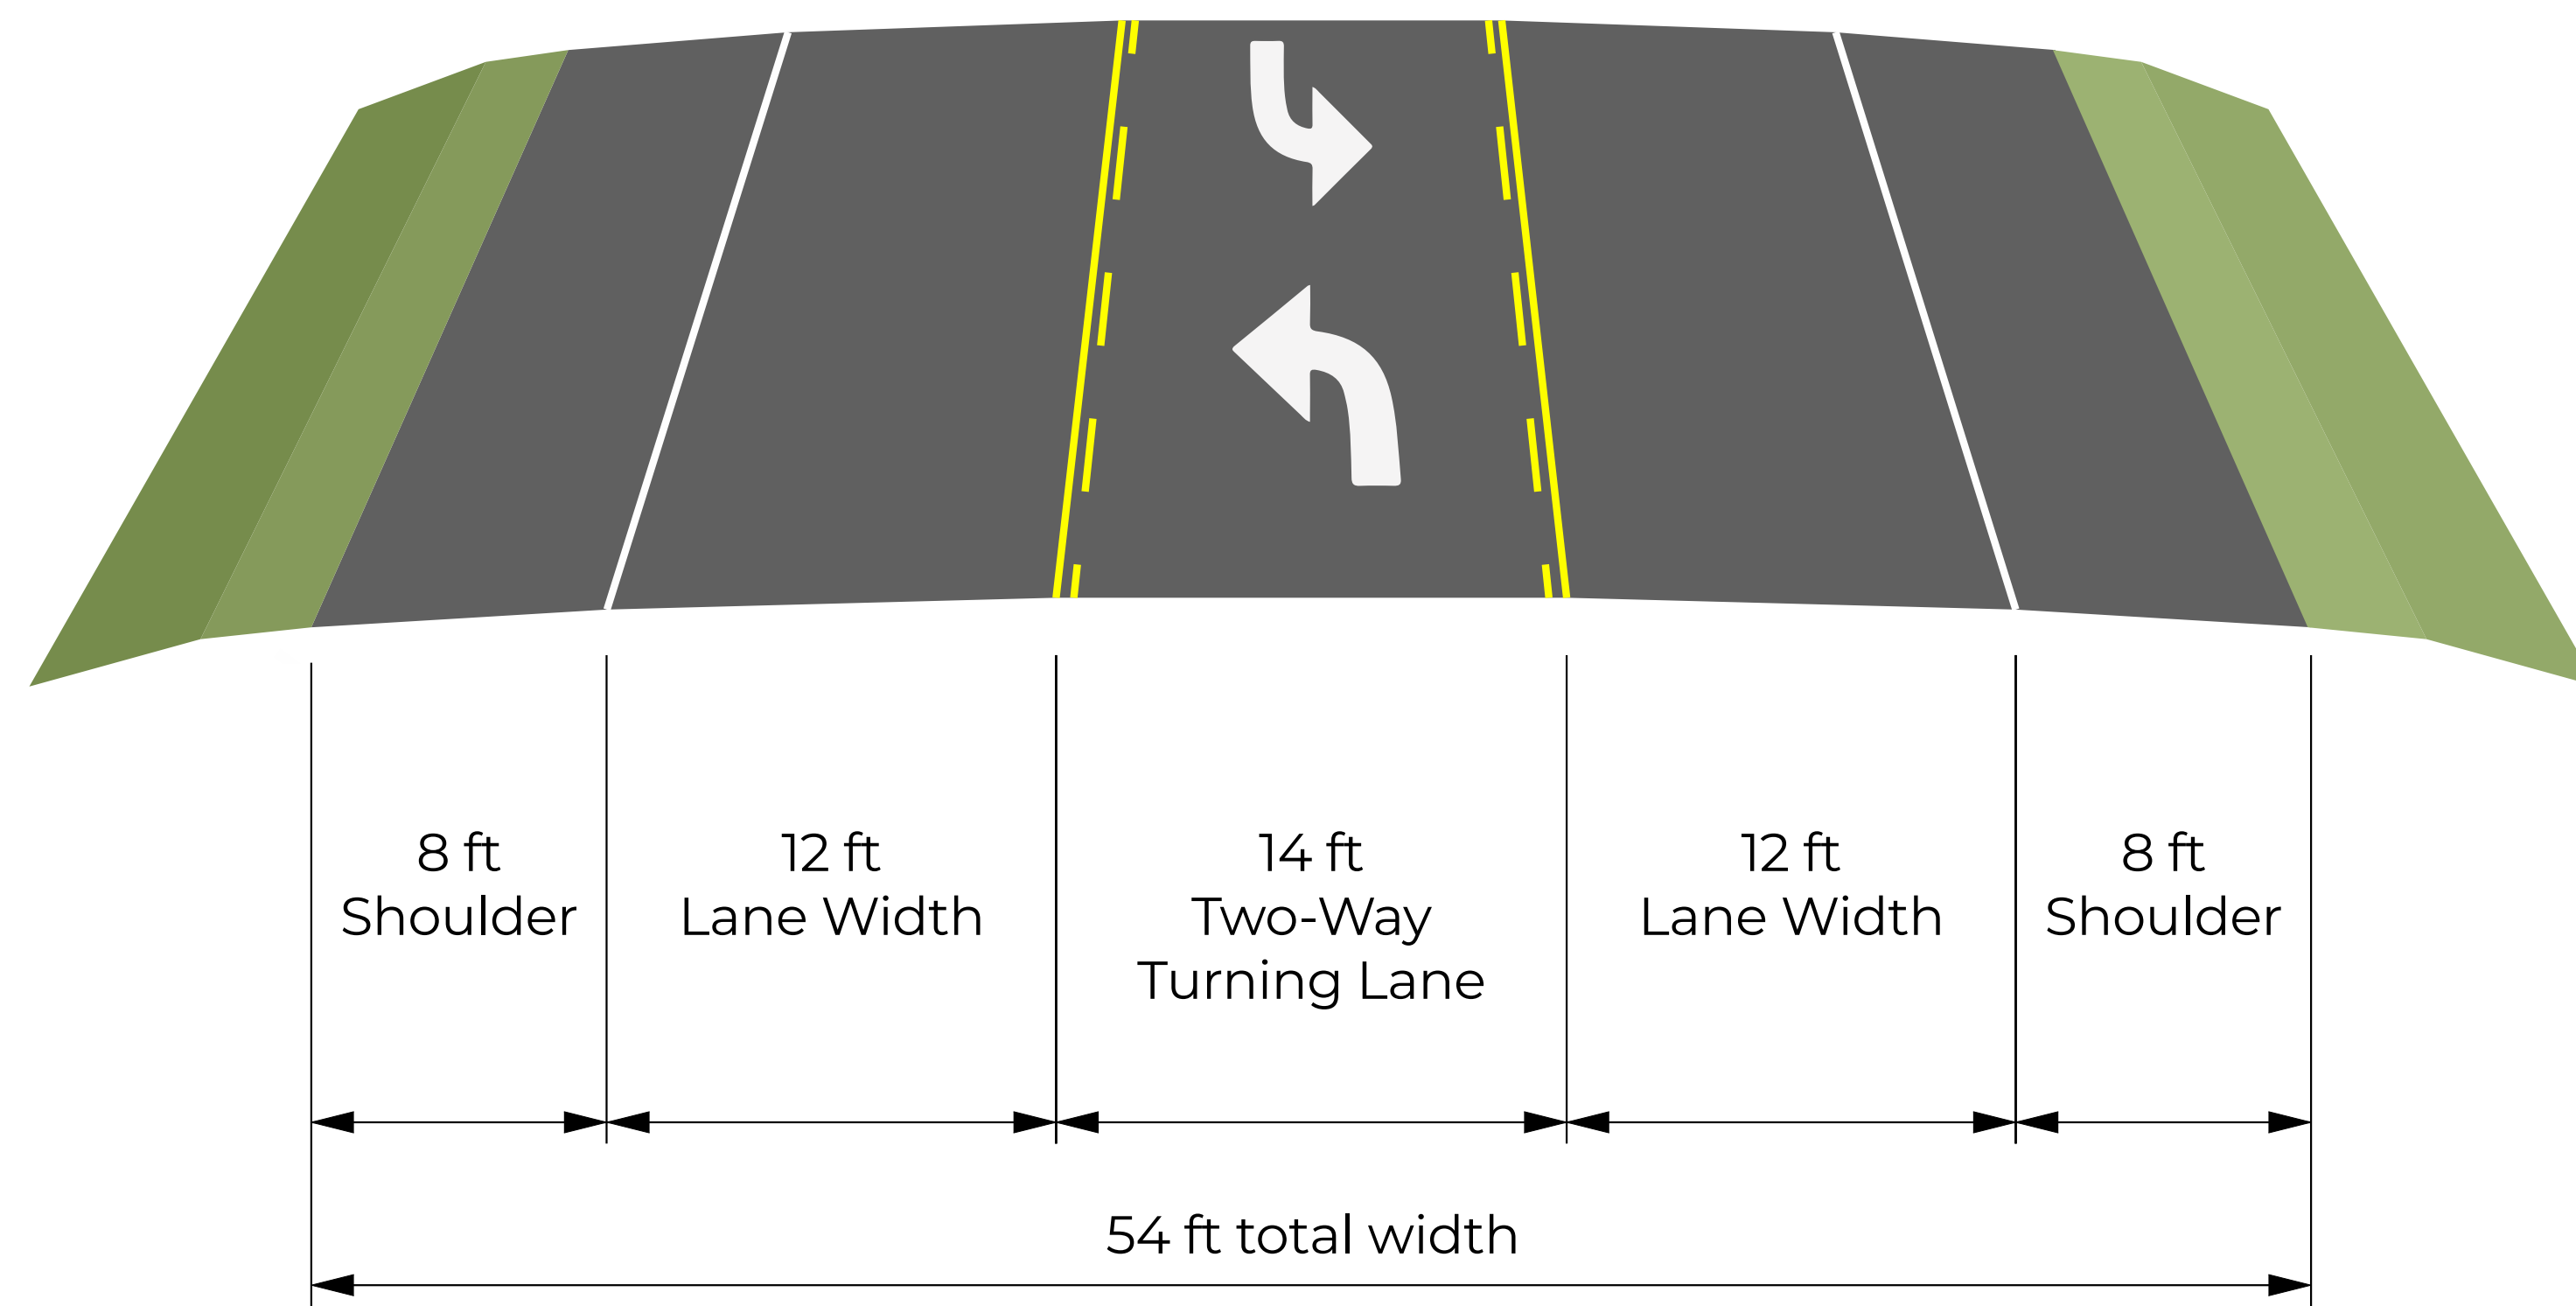 8 ft
Shoulder
12 ft
Lane Width
14 ft
Two-Way
Turning Lane
12 ft
Lane Width
8 ft
Shoulder
54 ft total width